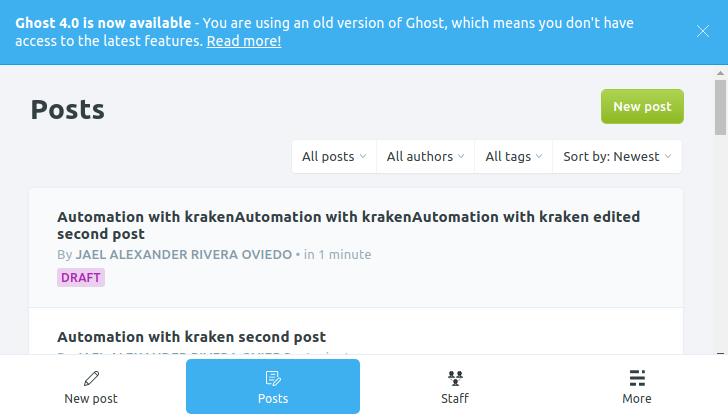 Ghost 4.0 is now available - You are using an old version of Ghost, which means you don't have
access to the latest features. Read more!
Posts
New post
All posts
All authors
All tags
Sort by: Newest
Automation with krakenAutomation with krakenAutomation with kraken edited
second post
By JAEL ALEXANDER RIVERA OVIEDO • in 1 minute
DRAFT
Automation with kraken second post
New post
Posts
Staff
More